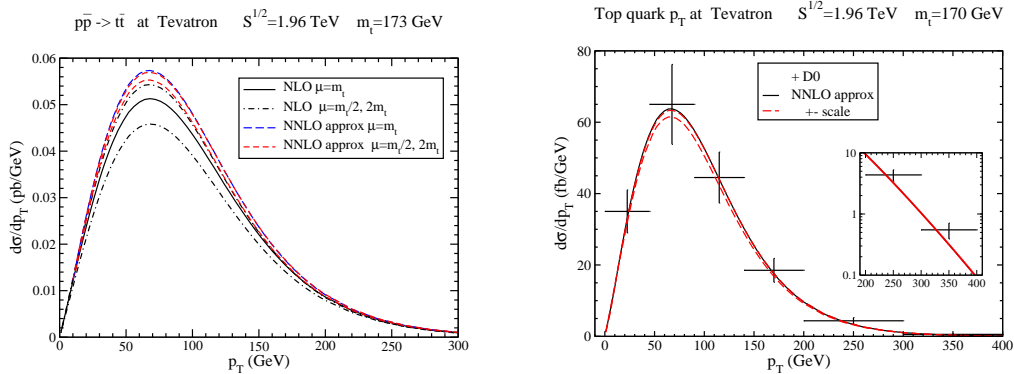 pp̄ -> tt̄ at Tevatron S^1/2=1.96 TeV m_t=173 GeV
dσ/dp_T (pb/GeV)
0.06
0.05
0.04
0.03
0.02
0.01
0
NLO μ=m_t
NLO μ=m_t/2, 2m_t
NNLO approx μ=m_t
NNLO approx μ=m_t/2, 2m_t
0 50 100 150 200 250 300
p_T (GeV)
Top quark p_T at Tevatron S^1/2=1.96 TeV m_t=170 GeV
dσ/dp_T (fb/GeV)
80
60
40
20
0
+ D0
NNLO approx
+- scale
10
1
0.1
200 300 400
0 50 100 150 200 250 300 350 400
p_T (GeV)